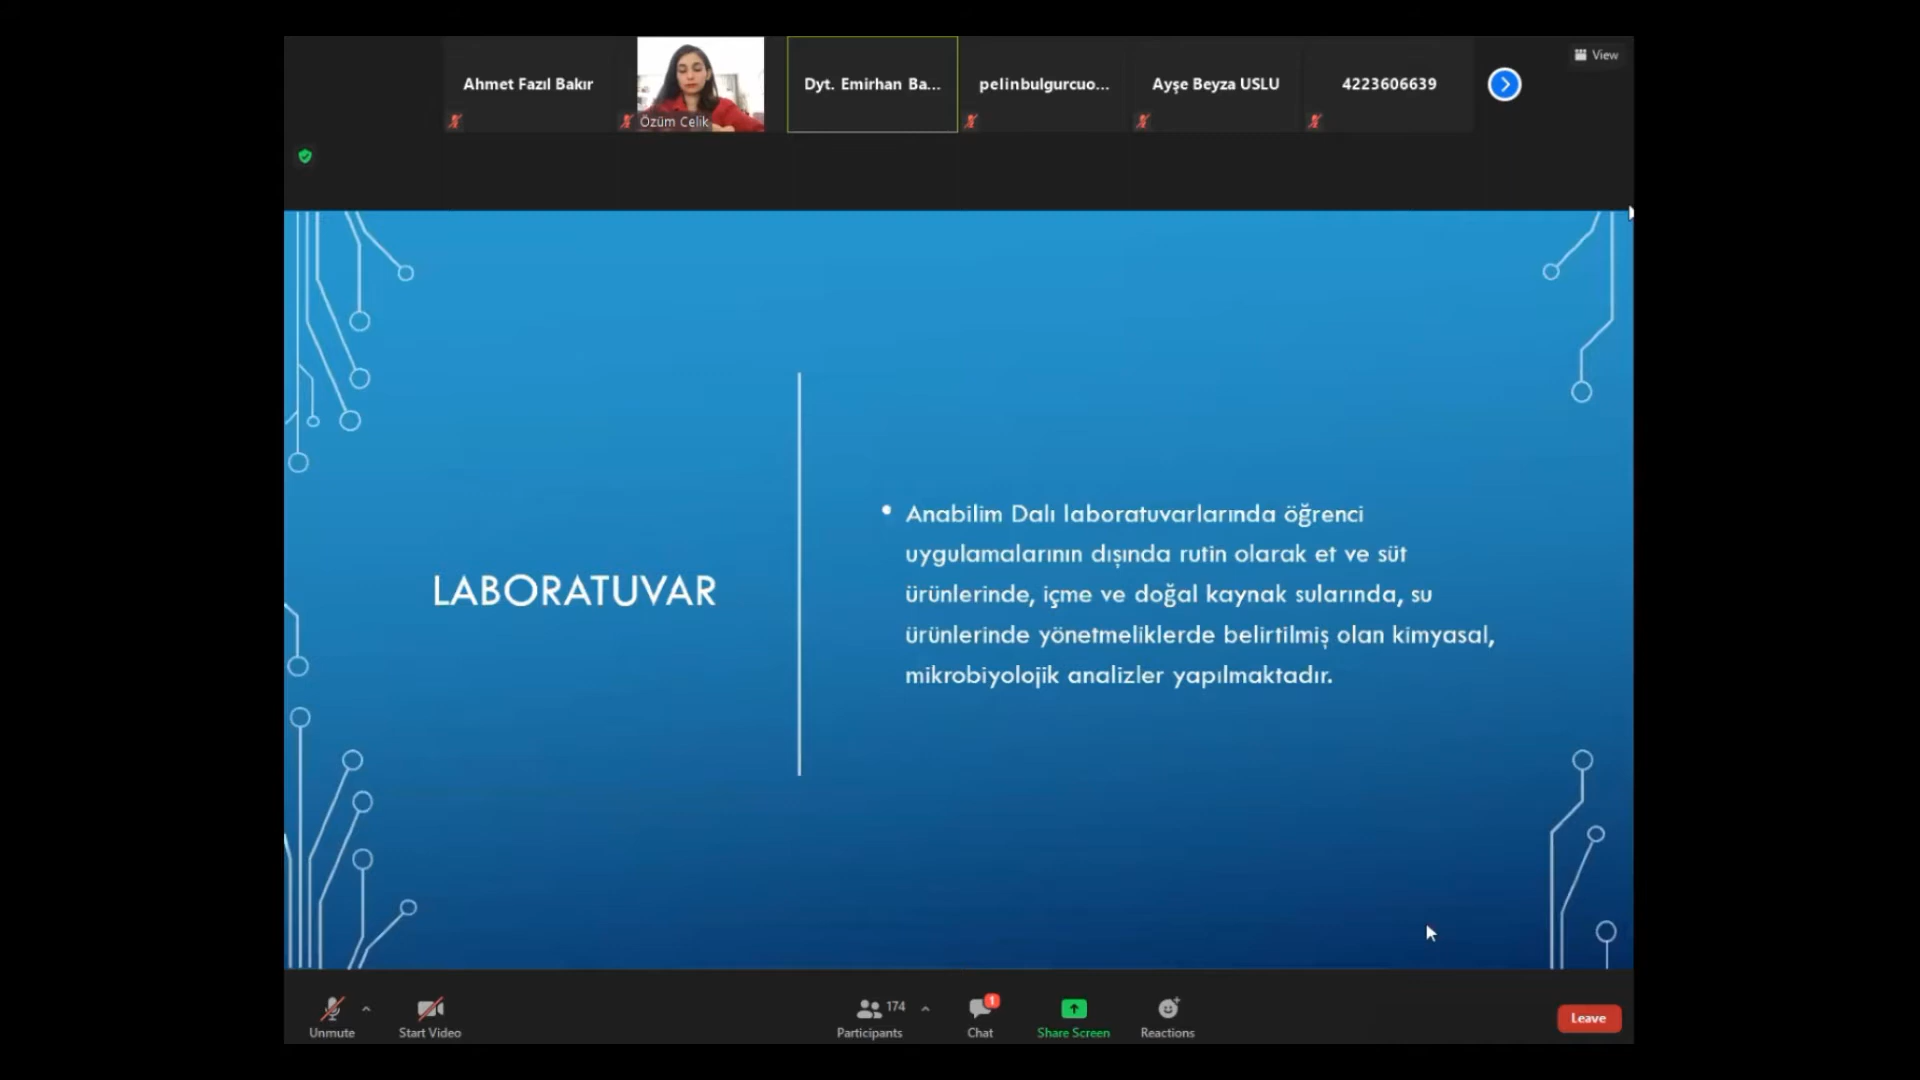 View
Ahmet Fazıl Bakır
Özüm Çelik
Dyt. Emirhan Ba...
pelinbulgurcuo...
Ayşe Beyza USLU
4223606639
LABORATUVAR
• Anabilim Dalı laboratuvarlarında öğrenci
uygulamalarının dışında rutin olarak et ve süt
ürünlerinde, içme ve doğal kaynak sularında, su
ürünlerinde yönetmeliklerde belirtilmiş olan kimyasal,
mikrobiyolojik analizler yapılmaktadır.
Unmute
Start Video
174
Participants
1
Chat
Share Screen
Reactions
Leave